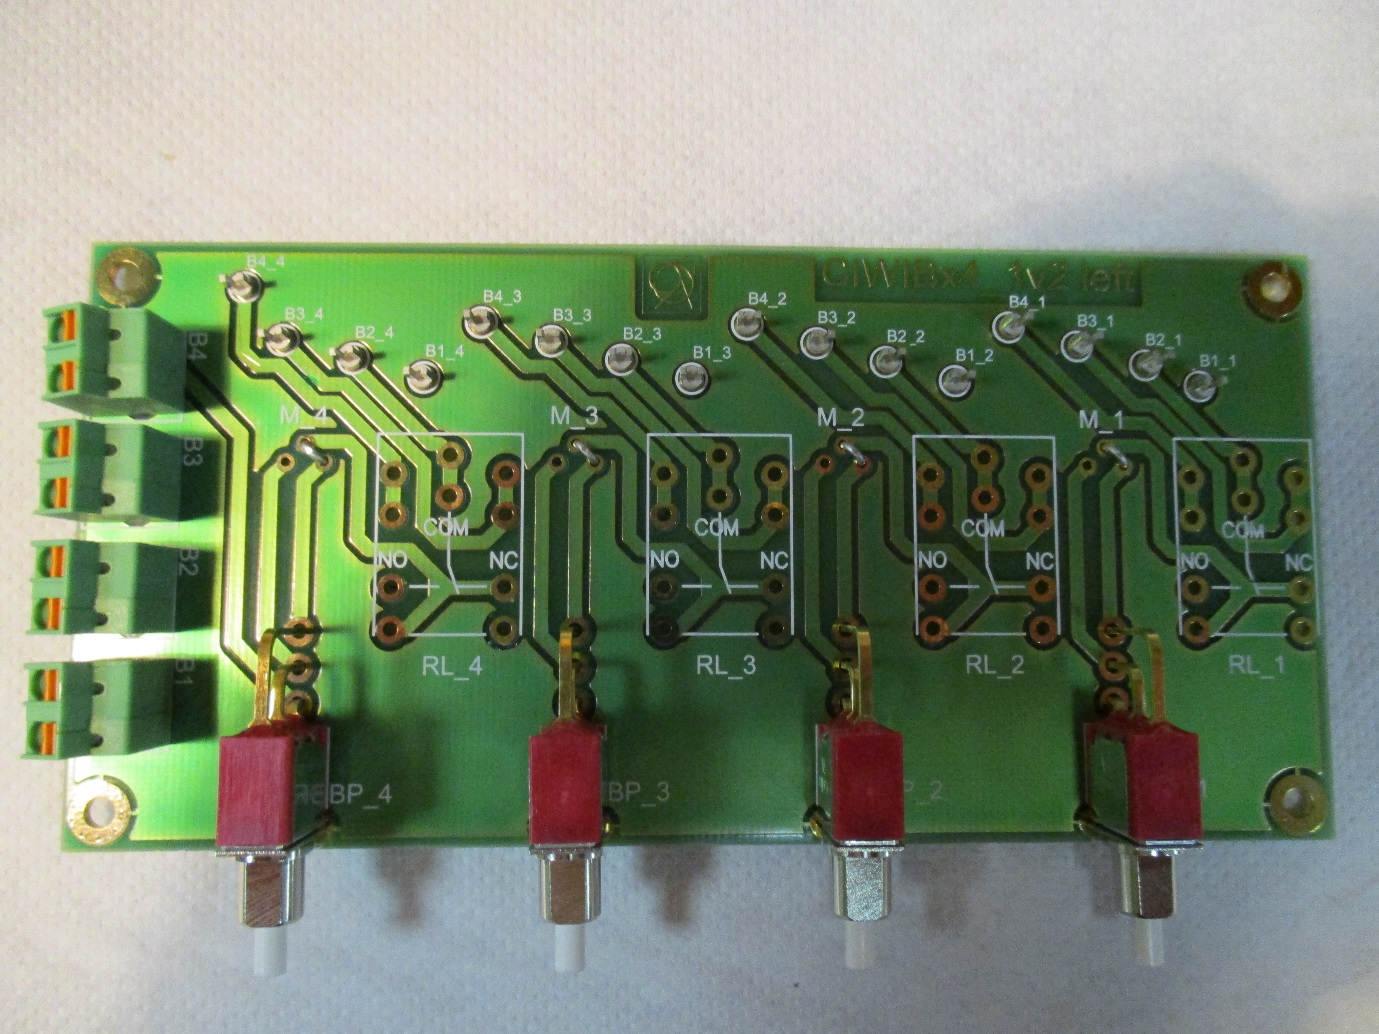 CIWIBx4 1v2 left
B4_4
B3_4
B2_4
B1_4
B4_3
B3_3
B2_3
B1_3
B4_2
B3_2
B2_2
B1_2
B4_1
B3_1
B2_1
B1_1
B4
B3
B2
B1
M_4
M_3
M_2
M_1
COM
NO
NC
RL_4
COM
NO
NC
RL_3
COM
NO
NC
RL_2
COM
NO
NC
RL_1